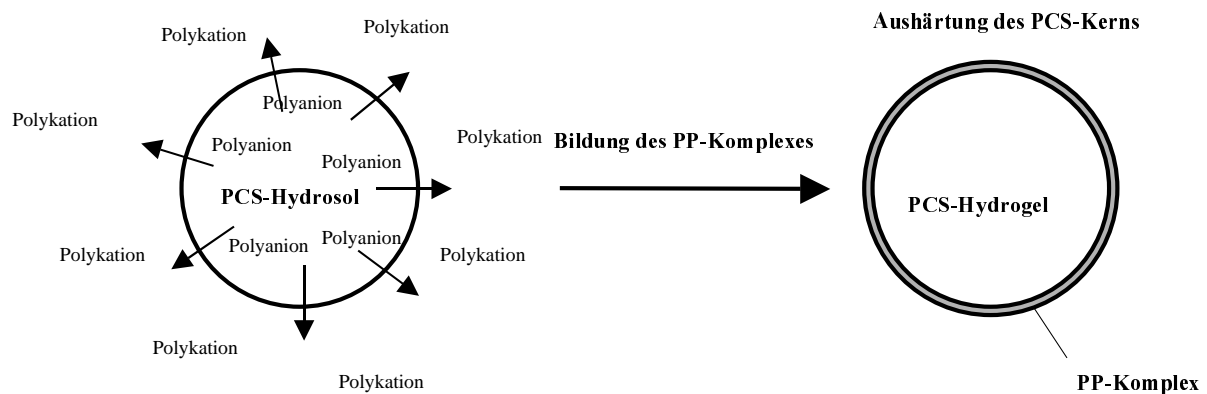 Aushärtung des PCS-Kerns
Polykation
Polykation
Polyanion
Polykation
Polyanion
Polykation
Bildung des PP-Komplexes
Polyanion
PCS-Hydrosol
PCS-Hydrogel
Polyanion
Polyanion
Polykation
Polykation
Polykation
Polykation
PP-Komplex